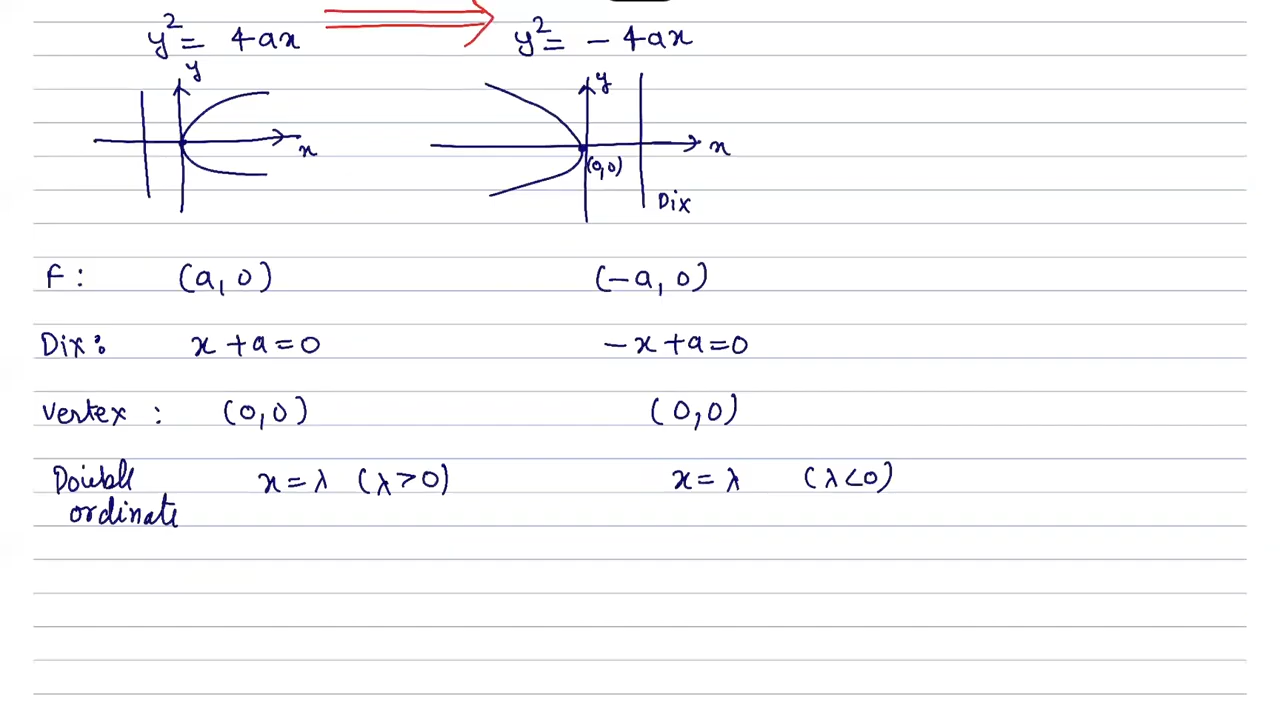 y² = 4ax ⟹ y² = - 4ax
y y
x x
(0,0)
Dix
F : (a, 0) (-a, 0)
Dix : x + a = 0 - x + a = 0
Vertex : (0, 0) (0, 0)
Double x = λ (λ > 0) x = λ (λ < 0)
ordinate